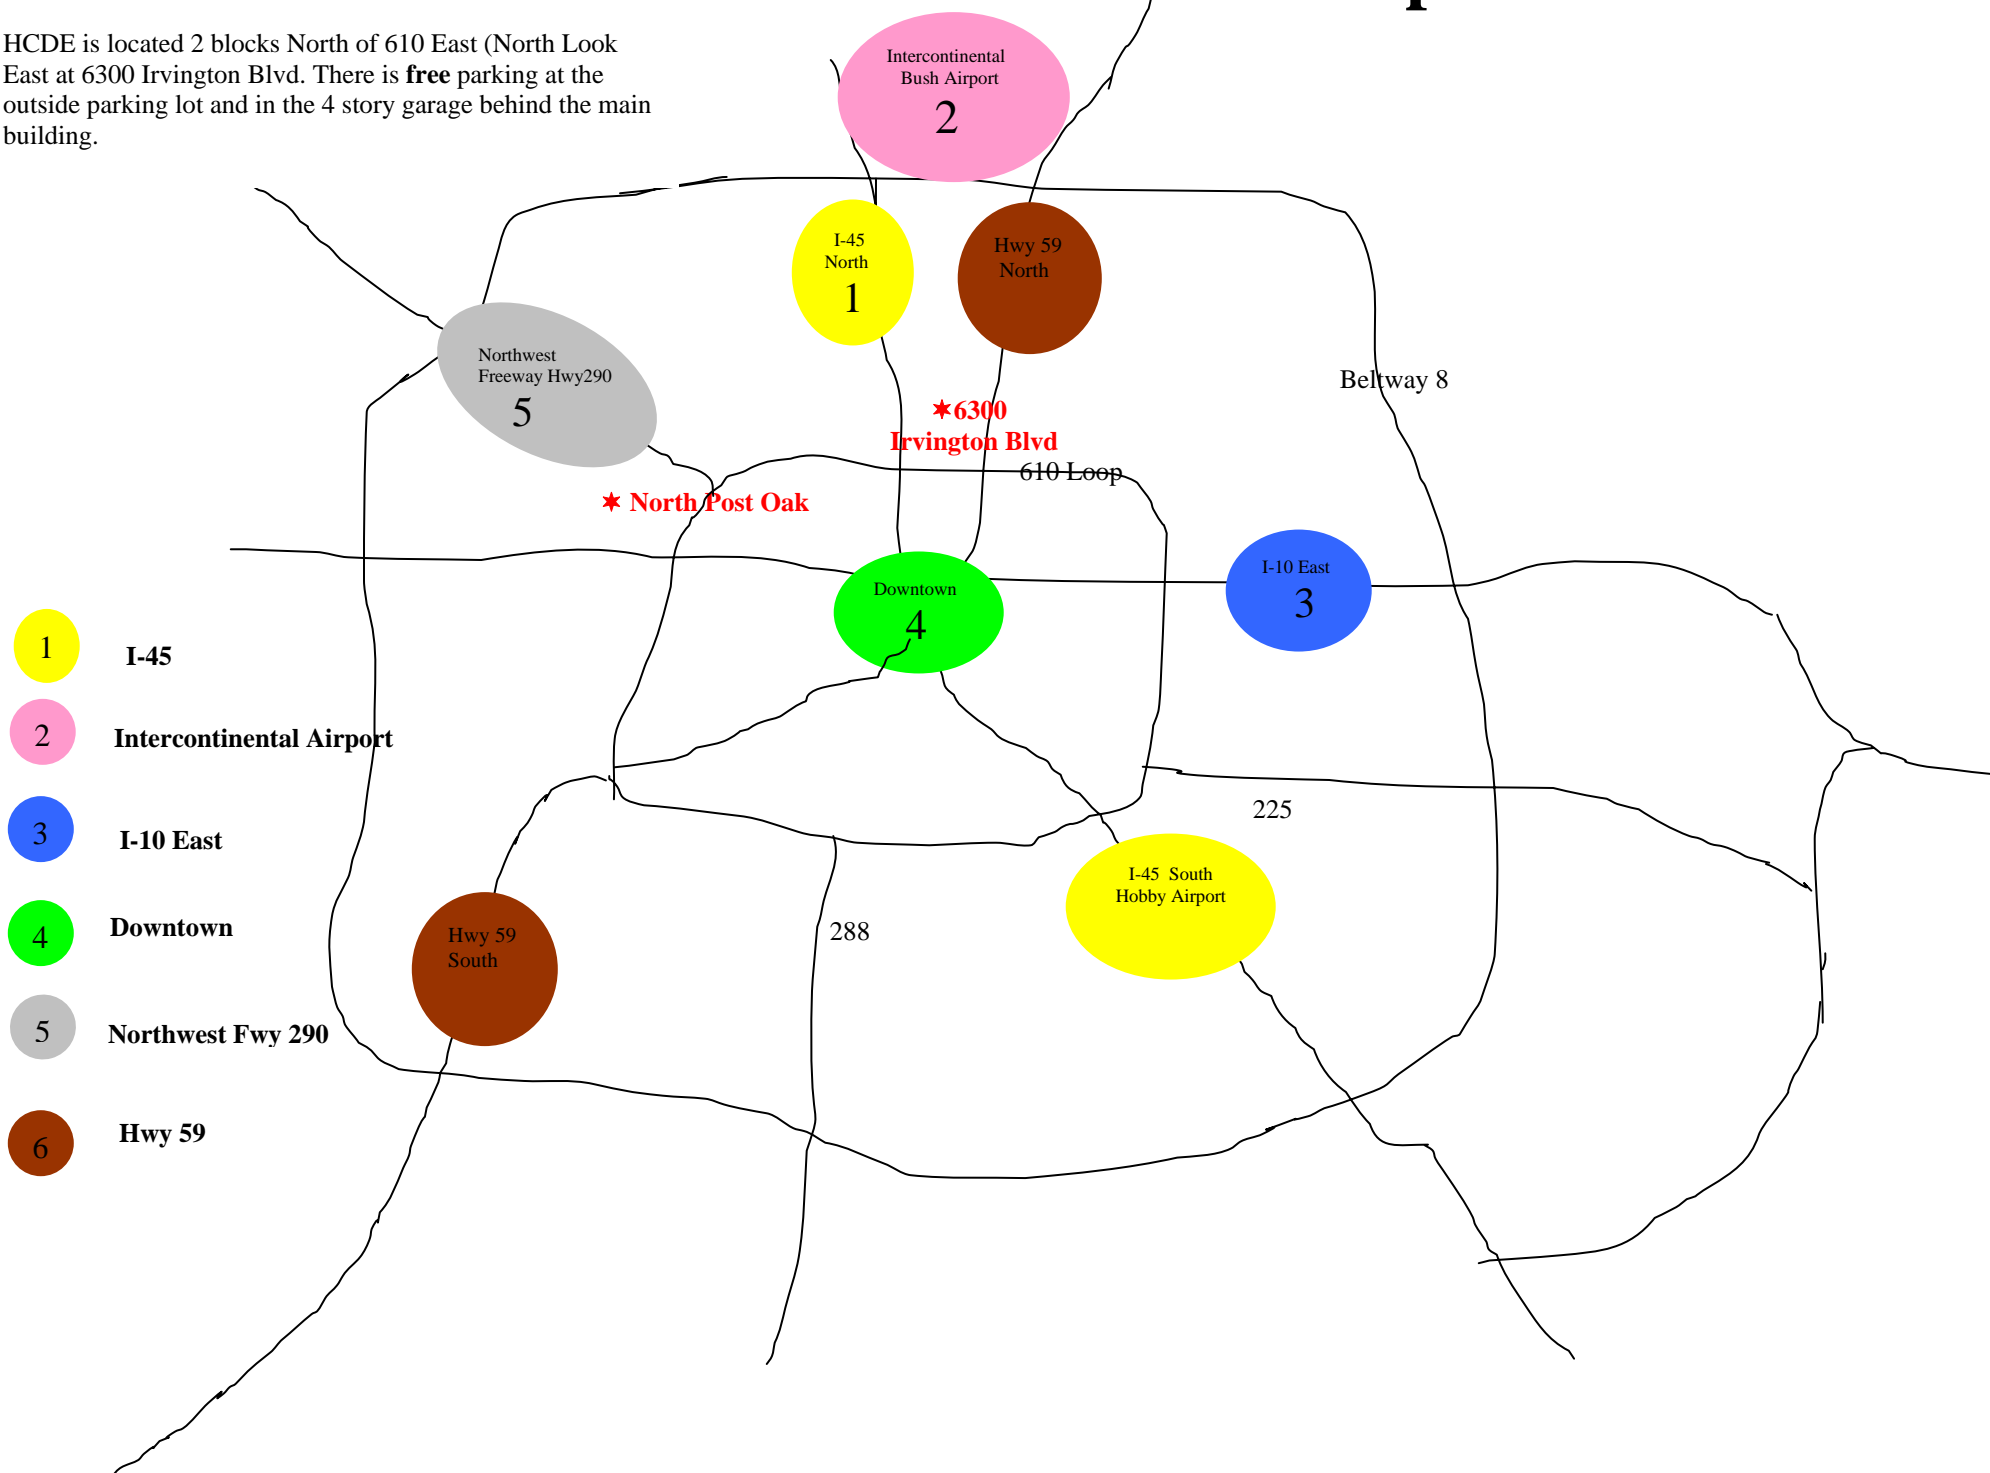 HCDE is located 2 blocks North of 610 East (North Look
East at 6300 Irvington Blvd. There is free parking at the
outside parking lot and in the 4 story garage behind the main
building.
Intercontinental
Bush Airport
2
I-45
North
1
Hwy 59
North
Northwest
Freeway Hwy290
5
Beltway 8
6300
Irvington Blvd
610 Loop
North Post Oak
I-10 East
3
Downtown
4
1 I-45
2 Intercontinental Airport
3 I-10 East
4 Downtown
5 Northwest Fwy 290
6 Hwy 59
225
I-45 South
Hobby Airport
288
Hwy 59
South